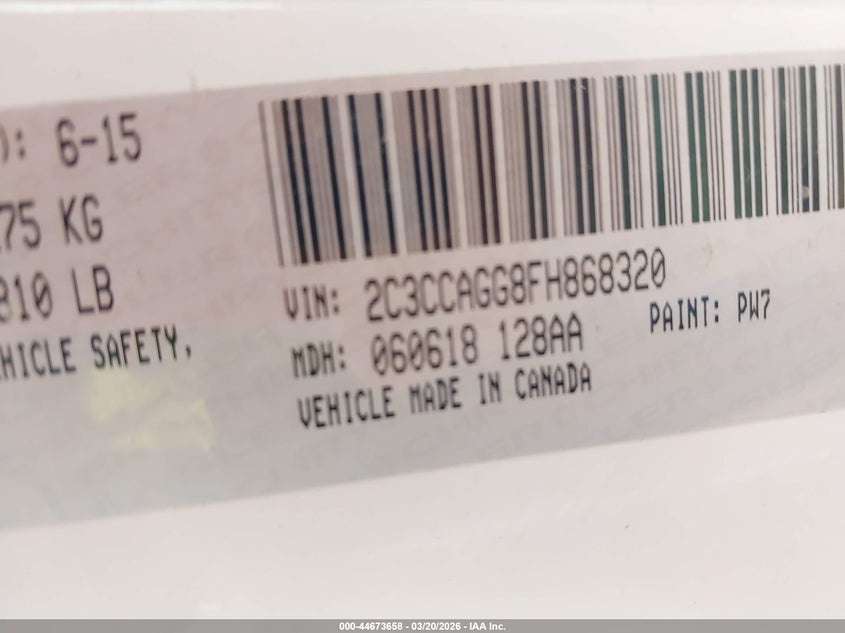 ): 6-15
75 KG
810 LB
HICLE SAFETY,
VIN: 2C3CCAGG8FH868320
MDH: 060618 128AA
PAINT: PW7
VEHICLE MADE IN CANADA
000-44673658 - 03/20/2026 - IAA Inc.